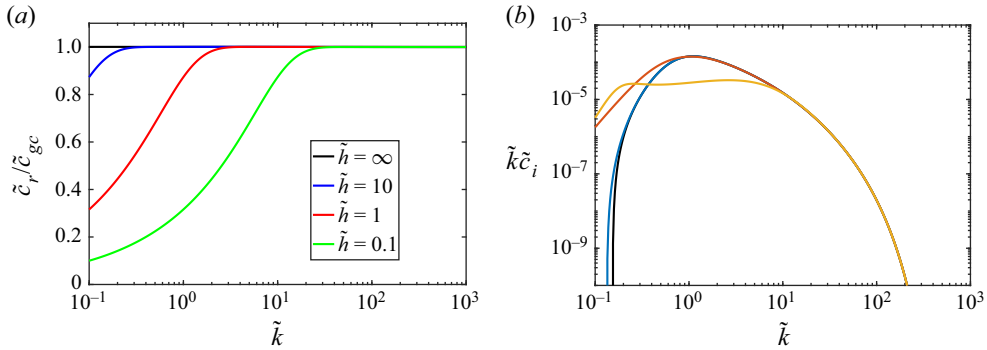 (a)
1.0
0.8
0.6
0.4
0.2
0
c̃r/c̃gc
h̃ = ∞
h̃ = 10
h̃ = 1
h̃ = 0.1
10⁻¹ 10⁰ 10¹ 10² 10³
k̃
(b)
10⁻³
10⁻⁵
10⁻⁷
10⁻⁹
k̃c̃i
10⁻¹ 10⁰ 10¹ 10² 10³
k̃